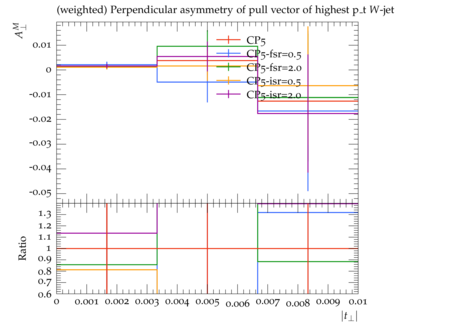 (weighted) Perpendicular asymmetry of pull vector of highest p_t W-jet
A⊥^M
CP5
CP5-fsr=0.5
CP5-fsr=2.0
CP5-isr=0.5
CP5-isr=2.0
0.01
0
-0.01
-0.02
-0.03
-0.04
-0.05
Ratio
1.3
1.2
1.1
1
0.9
0.8
0.7
0.6
0 0.001 0.002 0.003 0.004 0.005 0.006 0.007 0.008 0.009 0.01
|t⊥|